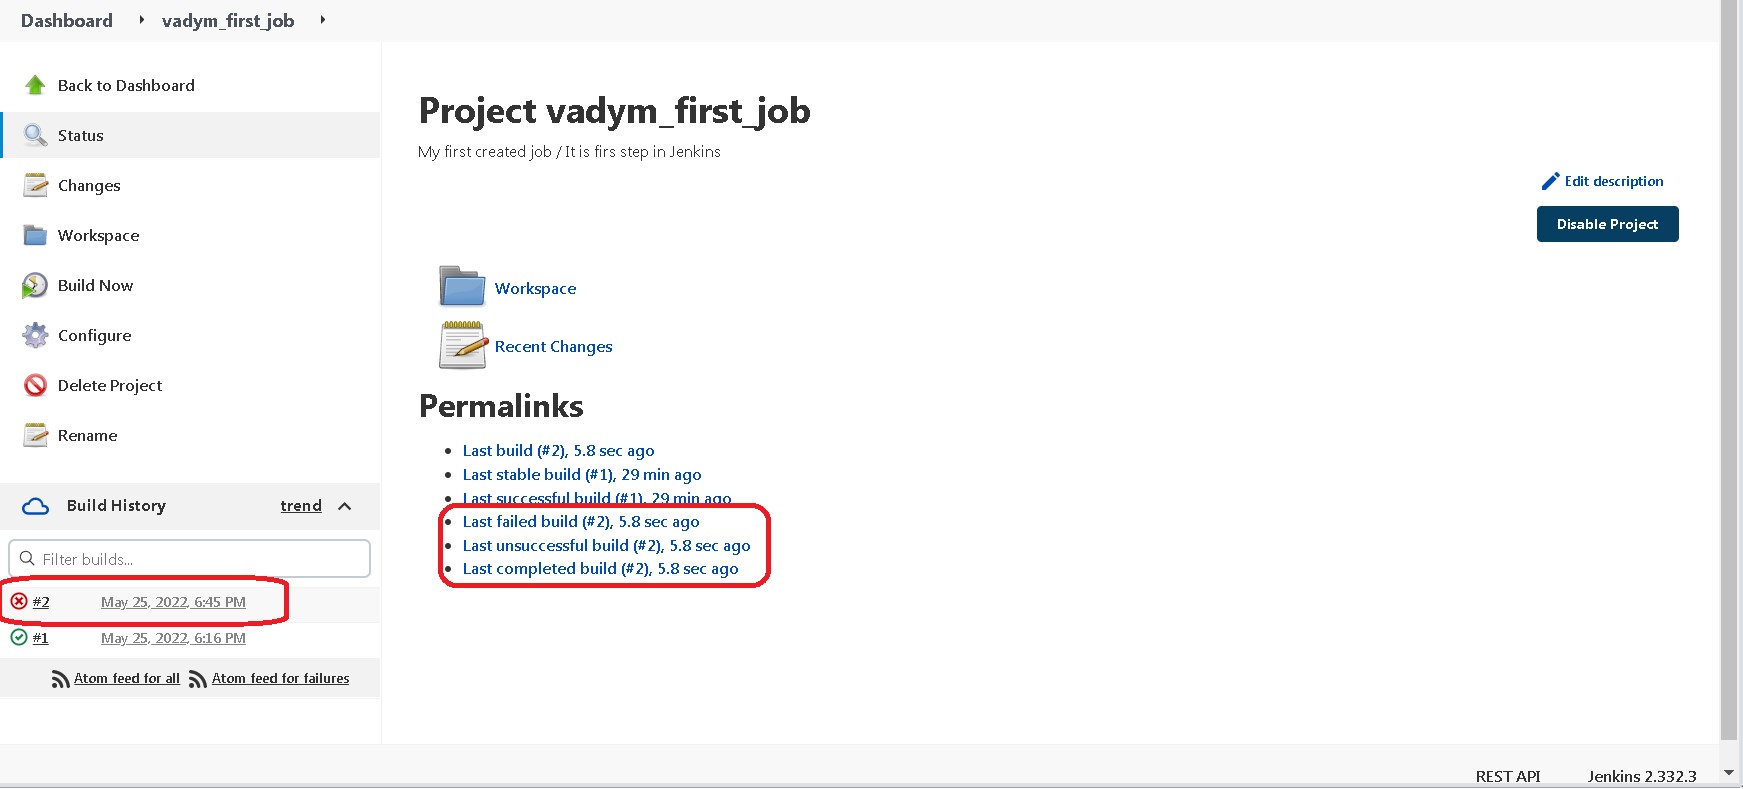 Dashboard vadym_first_job
Back to Dashboard
Status
Changes
Workspace
Build Now
Configure
Delete Project
Rename
Build History trend
Filter builds...
#2 May 25, 2022, 6:45 PM
#1 May 25, 2022, 6:16 PM
Atom feed for all Atom feed for failures
Project vadym_first_job
My first created job / It is firs step in Jenkins
Edit description
Disable Project
Workspace
Recent Changes
Permalinks
Last build (#2), 5.8 sec ago
Last stable build (#1), 29 min ago
Last successful build (#1), 29 min ago
Last failed build (#2), 5.8 sec ago
Last unsuccessful build (#2), 5.8 sec ago
Last completed build (#2), 5.8 sec ago
REST API Jenkins 2.332.3